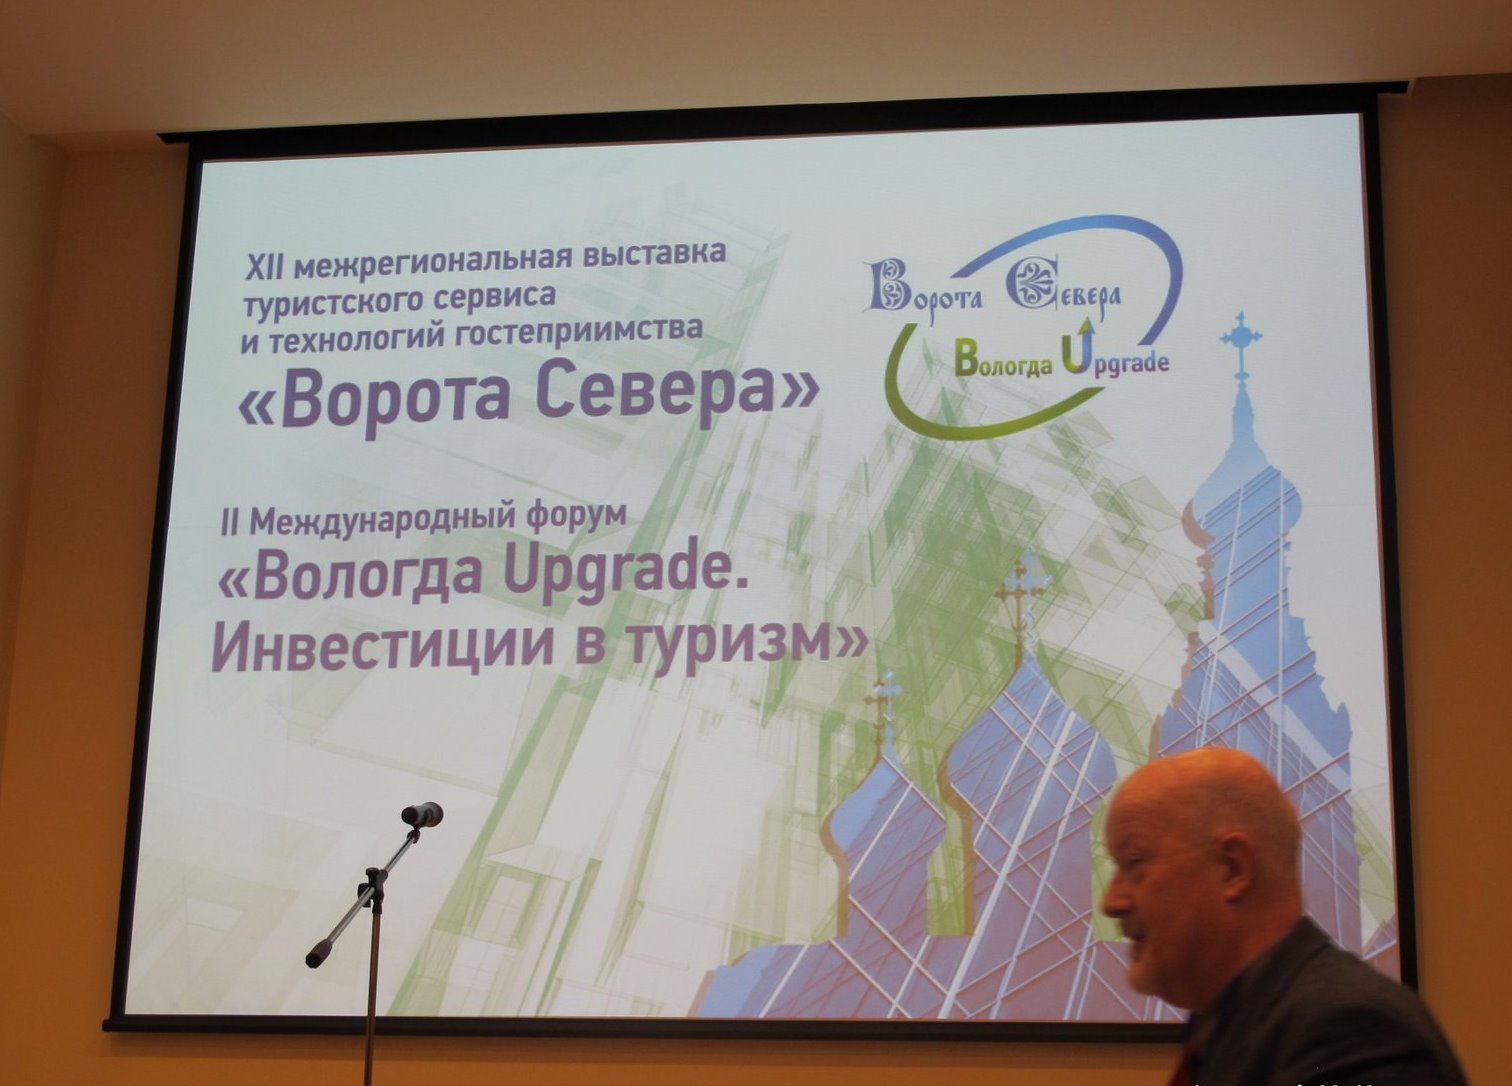 XII межрегиональная выставка
туристского сервиса
и технологий гостеприимства
«Ворота Севера»
II Международный форум
«Вологда Upgrade.
Инвестиции в туризм»
Ворота Севера
Вологда Upgrade